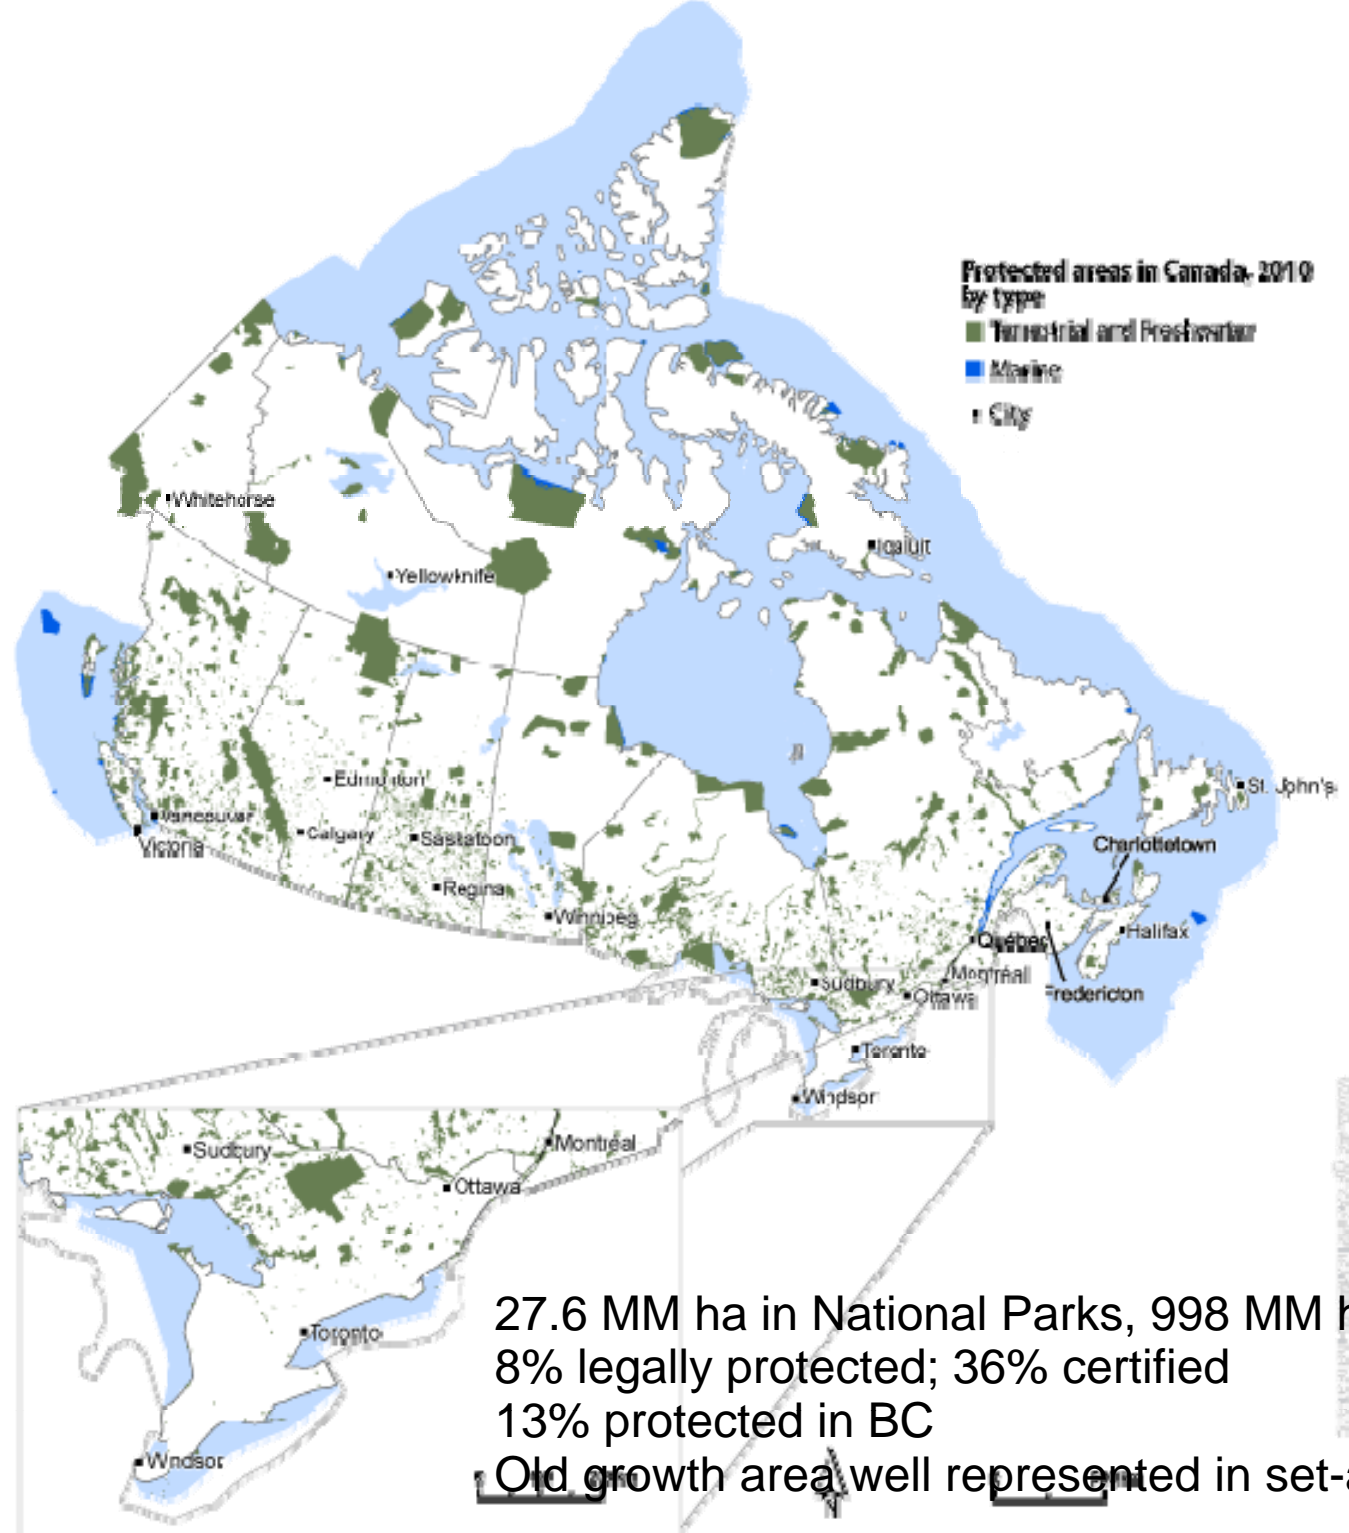 Protected areas in Canada, 2010
by type
Terrestrial and Freshwater
Marine
City
Whitehorse
Yellowknife
Iqaluit
Edmonton
St. John's
Vancouver
Calgary
Saskatoon
Victoria
Charlottetown
Regina
Winnipeg
Halifax
Québec
Montréal
Sudbury
Ottawa
Fredericton
Toronto
Windsor
Sudbury
Montréal
Ottawa
Toronto
Windsor
27.6 MM ha in National Parks, 998 MM
8% legally protected; 36% certified
13% protected in BC
Old growth area well represented in set-